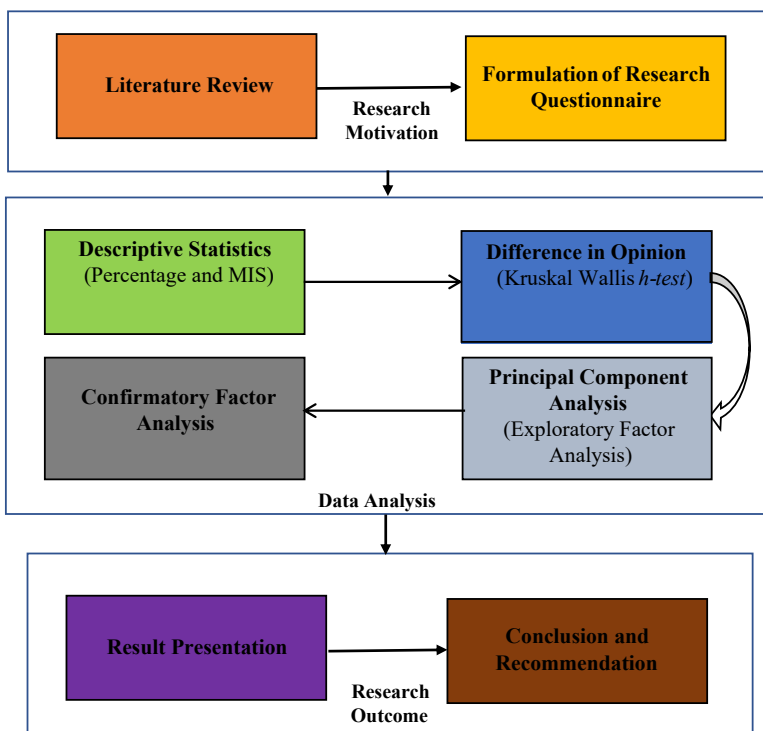 Literature Review
Research
Motivation
Formulation of Research
Questionnaire
Descriptive Statistics
(Percentage and MIS)
Difference in Opinion
(Kruskal Wallis h-test)
Principal Component
Analysis
(Exploratory Factor
Analysis)
Confirmatory Factor
Analysis
Data Analysis
Result Presentation
Research
Outcome
Conclusion and
Recommendation